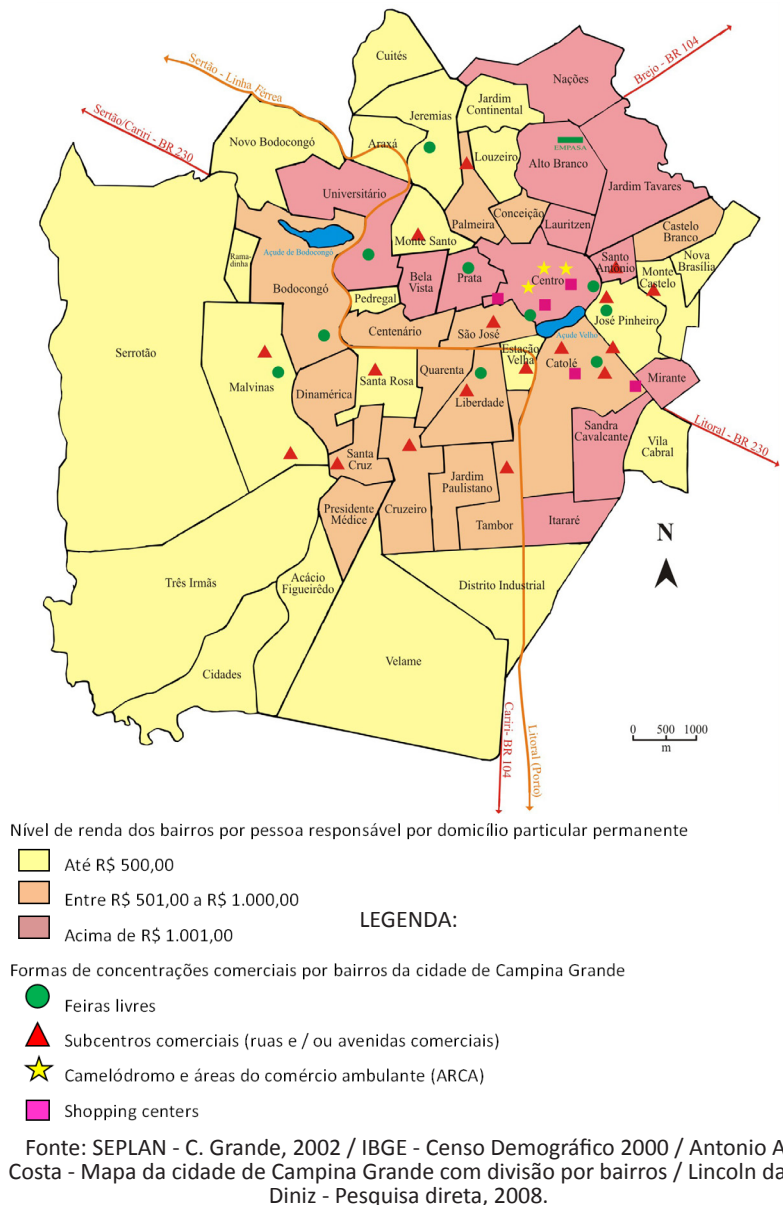 Cuités
Sertão - Linha Férrea
Brejo - BR 104
Nações
Sertão/Cariri - BR 230
Jeremias
Jardim
Continental
Novo Bodocongó
Araxá
EMPASA
Louzeiro
Alto Branco
Universitário
Jardim Tavares
Palmeira
Conceição
Lauritzen
Castelo
Branco
Açude de Bodocongó
Monte Santo
Rama-
dinha
Bela
Vista
Prata
Centro
Santo
Antônio
Monte
Castelo
Nova
Brasília
Bodocongó
Pedregal
José Pinheiro
Centenário
São José
Açude Velho
Serrotão
Estação
Velha
Catolé
Malvinas
Santa Rosa
Quarenta
Mirante
Dinamérica
Liberdade
Sandra
Cavalcante
Litoral - BR 230
Vila
Cabral
Santa
Cruz
Jardim
Paulistano
Presidente
Médice
Cruzeiro
Tambor
Itararé
N
Três Irmãs
Acácio
Figueirêdo
Distrito Industrial
Cidades
Velame
Cariri- BR 104
Litoral (Porto)
0 500 1000
m
Nível de renda dos bairros por pessoa responsável por domicílio particular permanente
Até R$ 500,00
Entre R$ 501,00 a R$ 1.000,00
LEGENDA:
Acima de R$ 1.001,00
Formas de concentrações comerciais por bairros da cidade de Campina Grande
Feiras livres
Subcentros comerciais (ruas e / ou avenidas comerciais)
Camelódromo e áreas do comércio ambulante (ARCA)
Shopping centers
Fonte: SEPLAN - C. Grande, 2002 / IBGE - Censo Demográfico 2000 / Antonio A
Costa - Mapa da cidade de Campina Grande com divisão por bairros / Lincoln da
Diniz - Pesquisa direta, 2008.